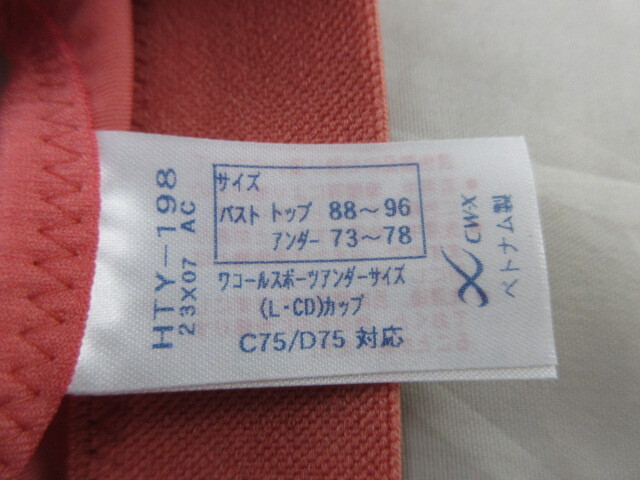 HTY-198
23X07 AC
サイズ
バスト トップ 88～96
アンダー 73～78
ワコールスポーツアンダーサイズ
(L・CD)カップ
C75/D75 対応
CW-X
ベトナム製